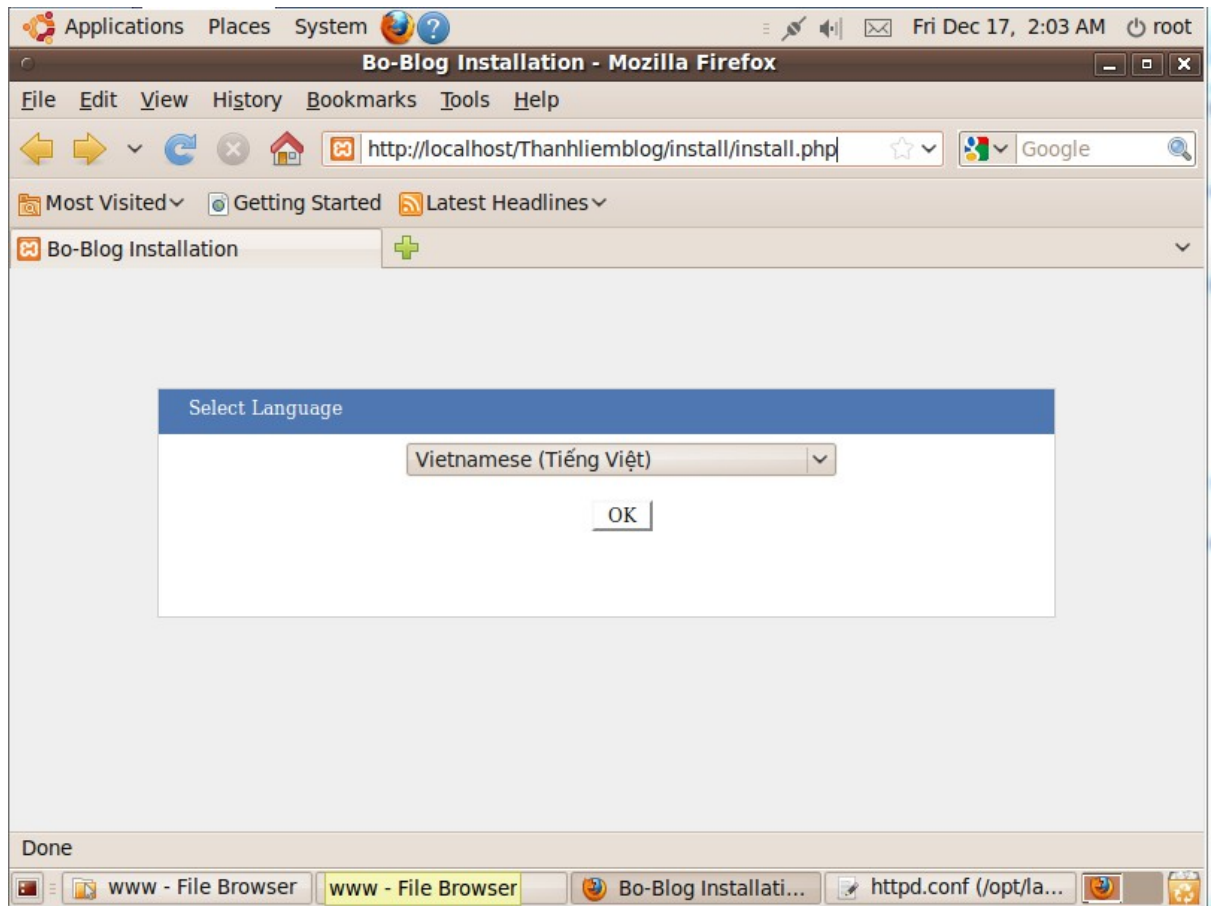 Applications Places System Fri Dec 17, 2:03 AM root
Bo-Blog Installation - Mozilla Firefox
File Edit View History Bookmarks Tools Help
http://localhost/Thanhliemblog/install/install.php Google
Most Visited Getting Started Latest Headlines
Bo-Blog Installation
Select Language
Vietnamese (Tiếng Việt)
OK
Done
www - File Browser www - File Browser Bo-Blog Installati... httpd.conf (/opt/la...